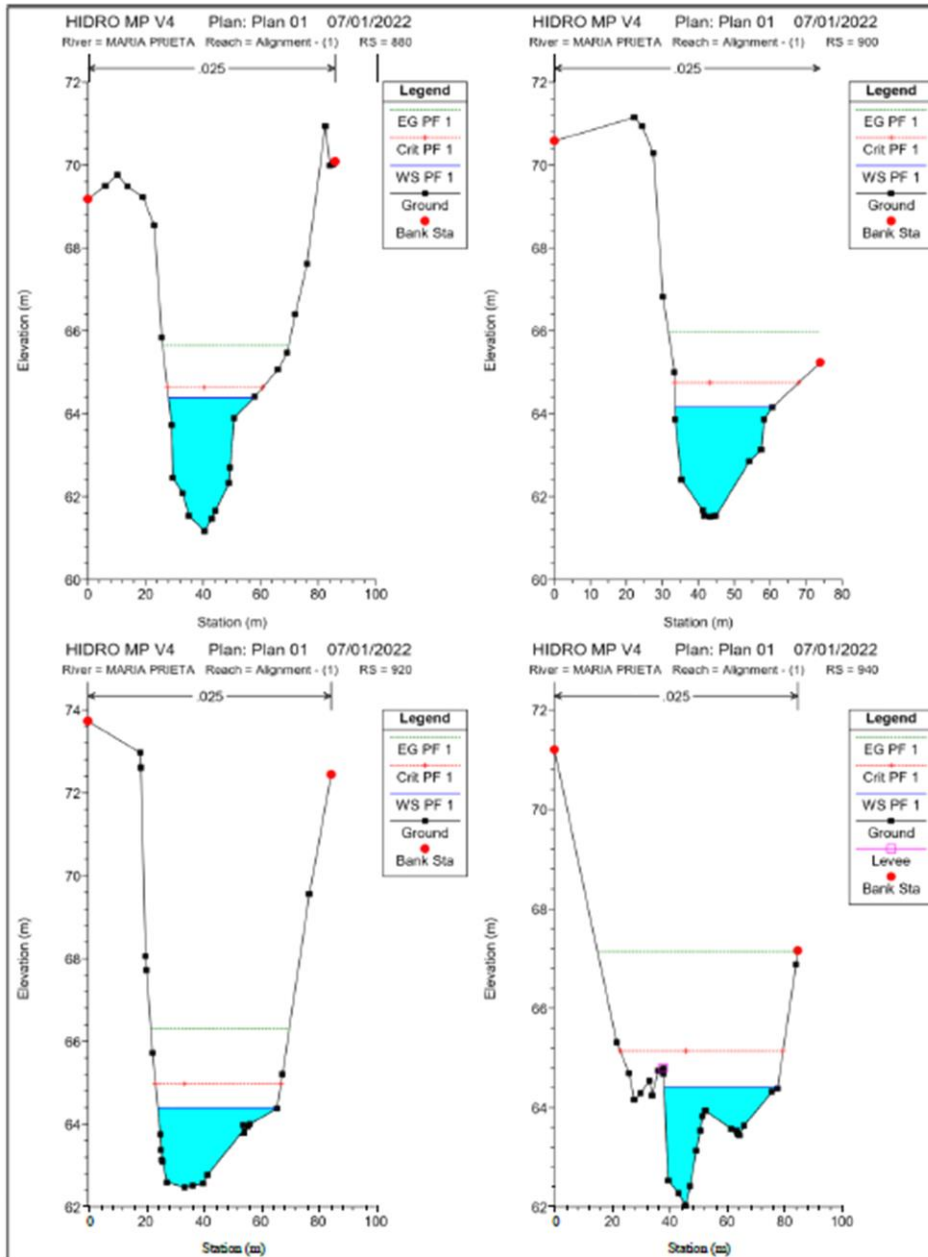 HIDRO MP V4 Plan: Plan 01 07/01/2022
River = MARIA PRIETA Reach = Alignment - (1) RS = 880
.025
Legend
EG PF 1
Crit PF 1
WS PF 1
Ground
Bank Sta
72
70
68
66
64
62
60
Elevation (m)
0 20 40 60 80 100
Station (m)
HIDRO MP V4 Plan: Plan 01 07/01/2022
River = MARIA PRIETA Reach = Alignment - (1) RS = 900
.025
Legend
EG PF 1
Crit PF 1
WS PF 1
Ground
Bank Sta
72
70
68
66
64
62
60
Elevation (m)
0 10 20 30 40 50 60 70 80
Station (m)
HIDRO MP V4 Plan: Plan 01 07/01/2022
River = MARIA PRIETA Reach = Alignment - (1) RS = 920
.025
Legend
EG PF 1
Crit PF 1
WS PF 1
Ground
Bank Sta
74
72
70
68
66
64
62
Elevation (m)
0 20 40 60 80 100
Station (m)
HIDRO MP V4 Plan: Plan 01 07/01/2022
River = MARIA PRIETA Reach = Alignment - (1) RS = 940
.025
Legend
EG PF 1
Crit PF 1
WS PF 1
Ground
Levee
Bank Sta
72
70
68
66
64
62
Elevation (m)
0 20 40 60 80 100
Station (m)